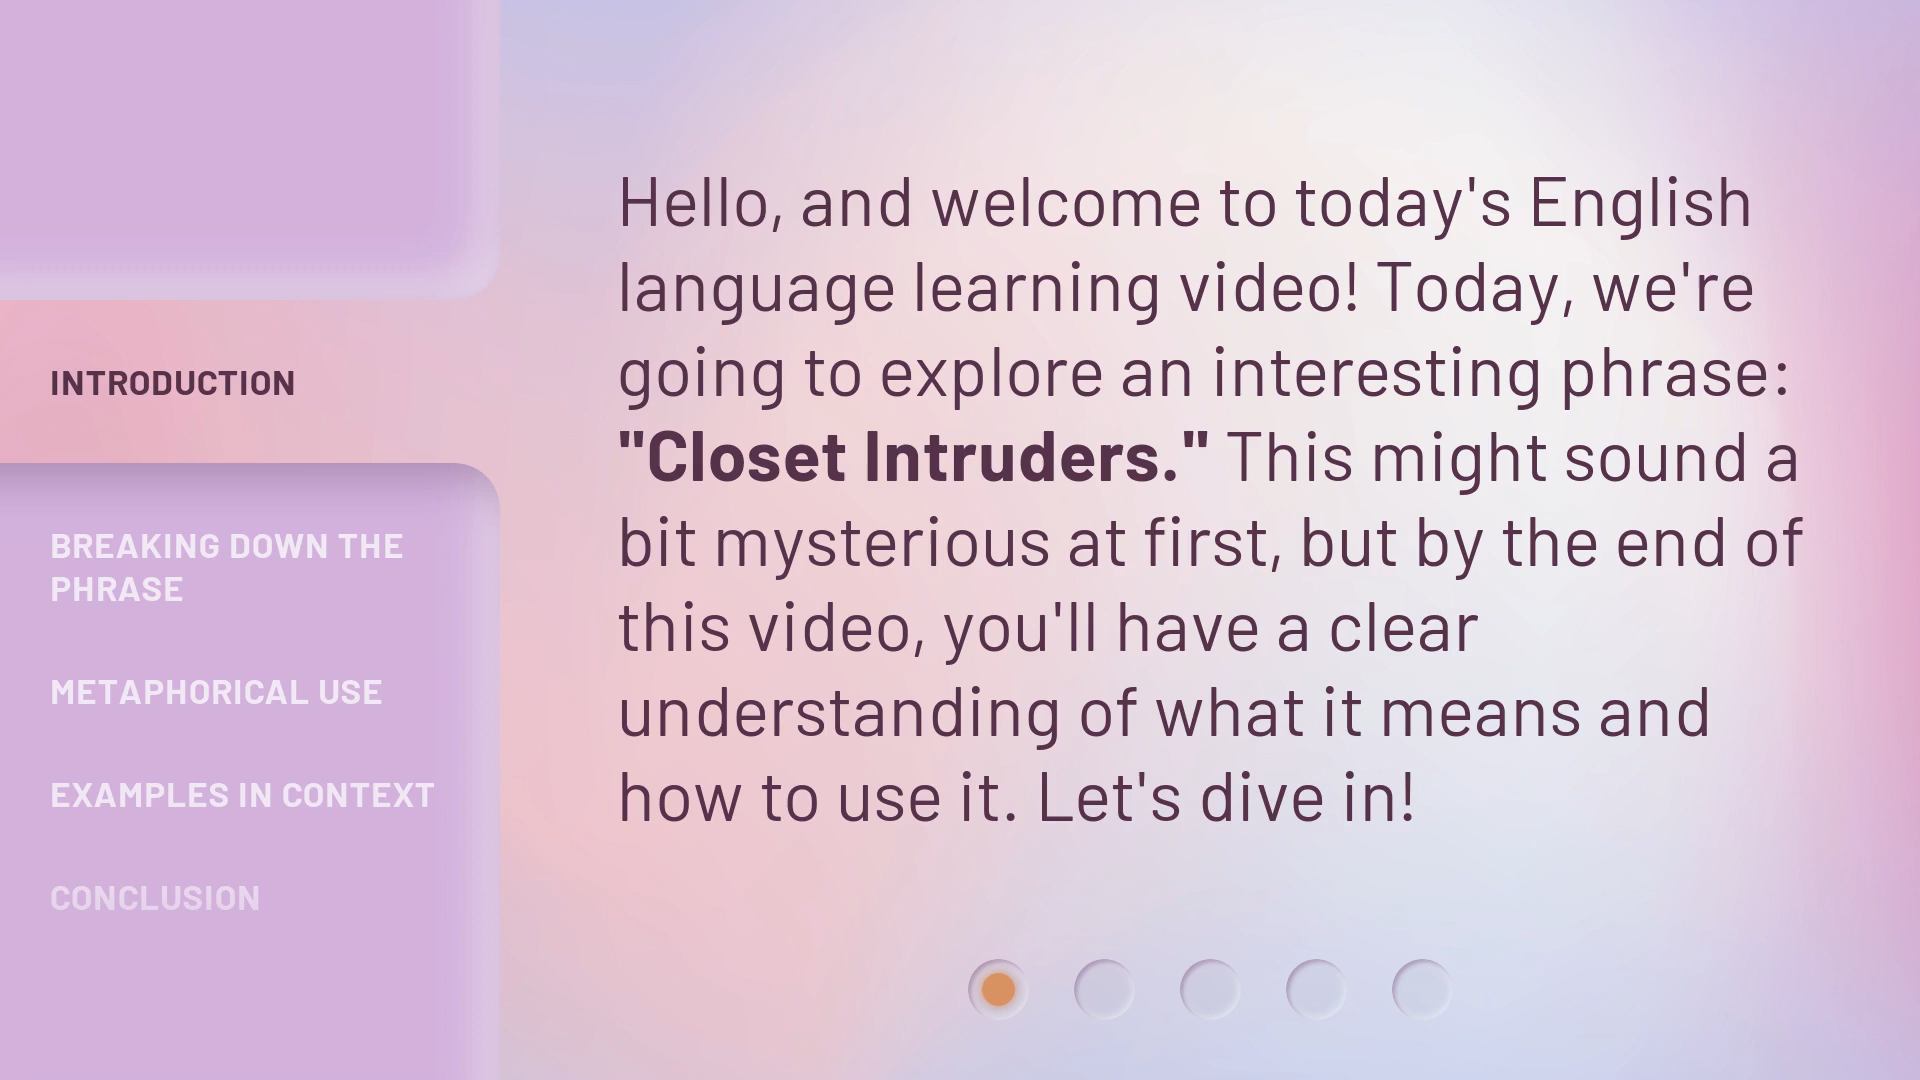 INTRODUCTION
BREAKING DOWN THE
PHRASE
METAPHORICAL USE
EXAMPLES IN CONTEXT
CONCLUSION
Hello, and welcome to today's English
language learning video! Today, we're
going to explore an interesting phrase:
"Closet Intruders." This might sound a
bit mysterious at first, but by the end of
this video, you'll have a clear
understanding of what it means and
how to use it. Let's dive in!